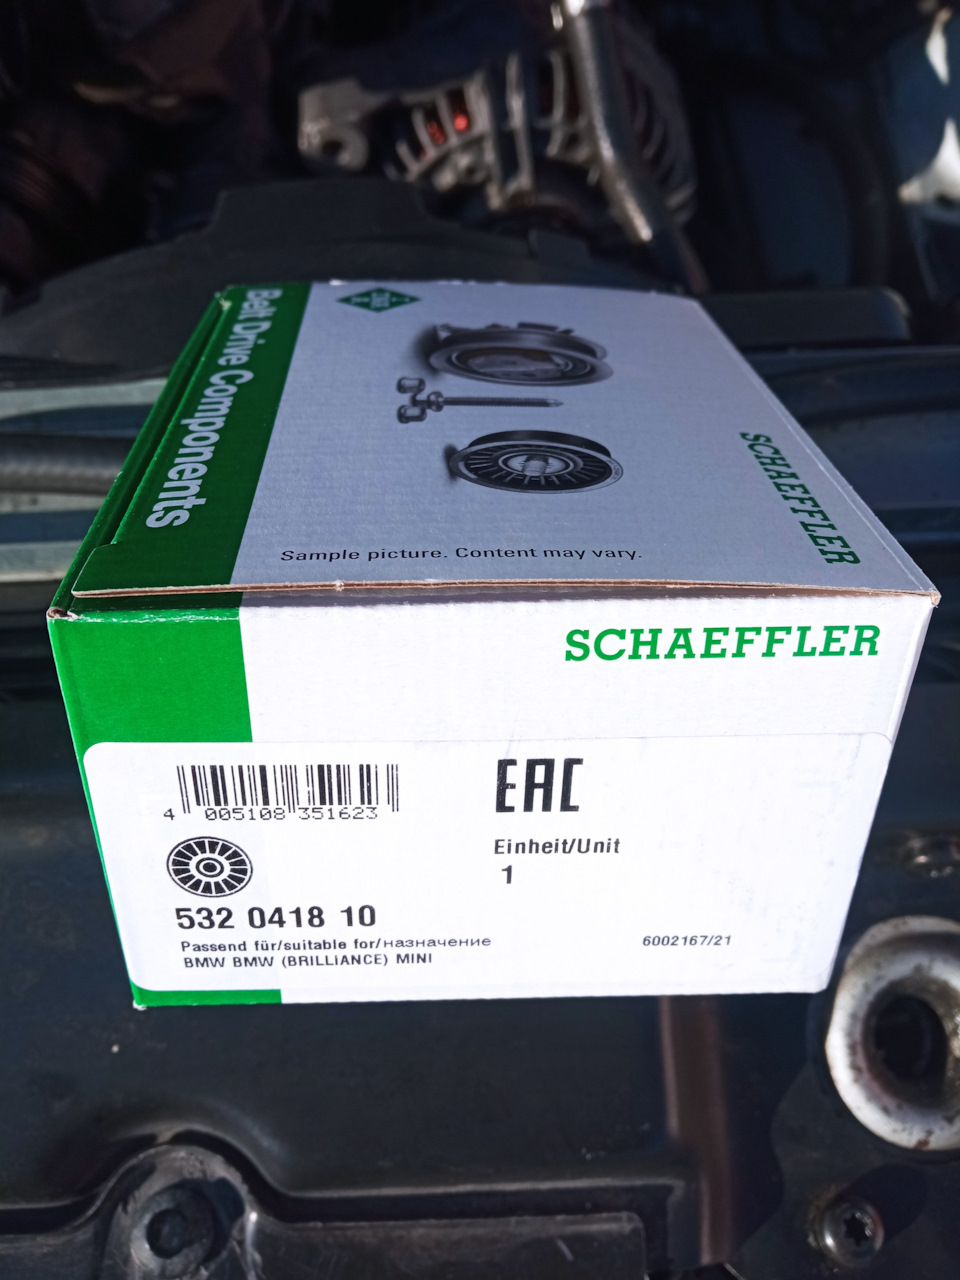 Belt Drive Components
INA
SCHAEFFLER
Sample picture. Content may vary.
SCHAEFFLER
4 005108 351623
EAC
Einheit/Unit
1
532 0418 10
Passend für/suitable for/назначение
BMW BMW (BRILLiANCE) MINI
6002167/21